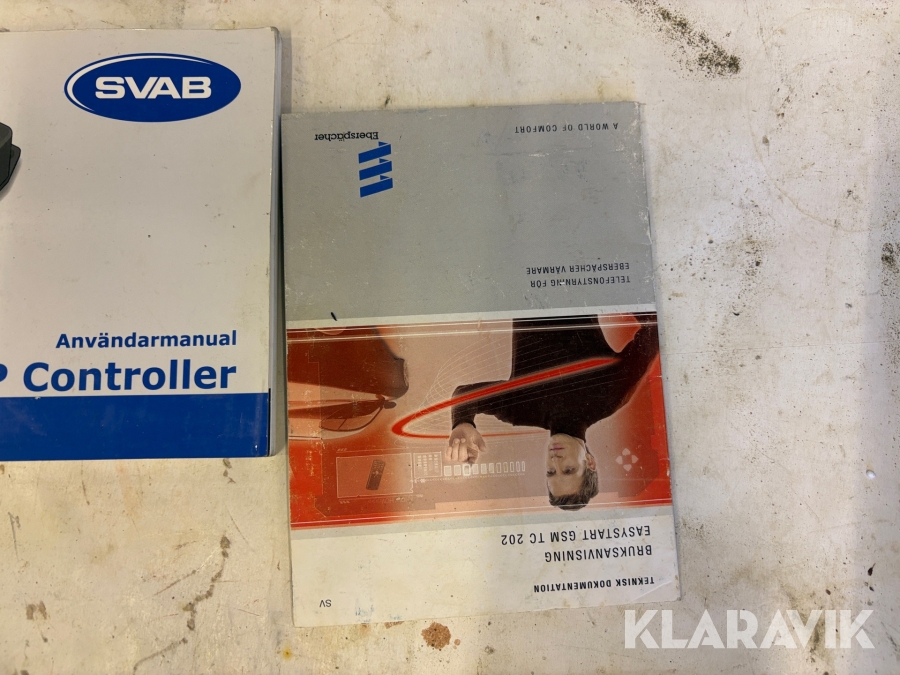 SVAB
Användarmanual
P Controller
TEKNISK DOKUMENTATION
SV
BRUKSANVISNING
EASYSTART GSM TC 202
TELEFONSTYRNING FÖR
EBERSPÄCHER VÄRMARE
A WORLD OF COMFORT
Eberspächer
KLARAVIK